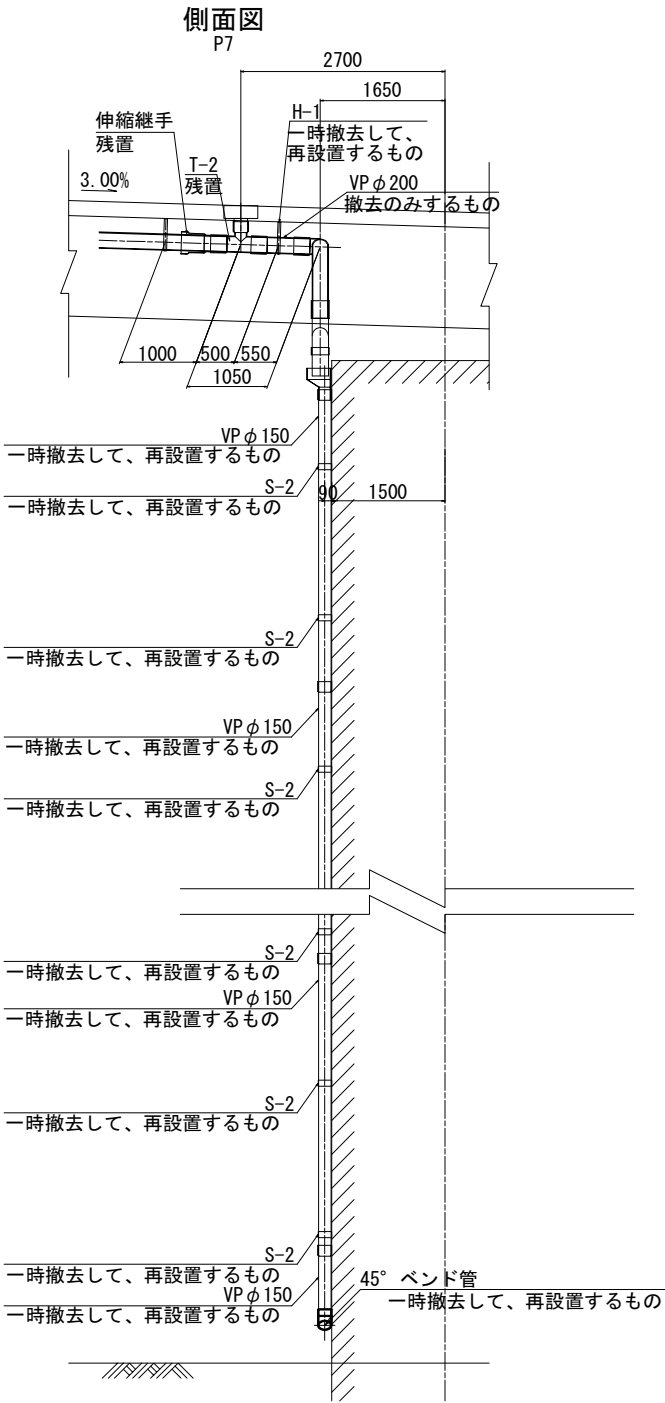 側面図
P7
2700
1650
伸縮継手
残置
H-1
一時撤去して、
再設置するもの
T-2
残置
3.00%
VPφ200
撤去のみするもの
1000
500
550
1050
VPφ150
一時撤去して、再設置するもの
S-2
一時撤去して、再設置するもの
90
1500
S-2
一時撤去して、再設置するもの
VPφ150
一時撤去して、再設置するもの
S-2
一時撤去して、再設置するもの
S-2
一時撤去して、再設置するもの
VPφ150
一時撤去して、再設置するもの
S-2
一時撤去して、再設置するもの
S-2
一時撤去して、再設置するもの
VPφ150
一時撤去して、再設置するもの
45° ベンド管
一時撤去して、再設置するもの